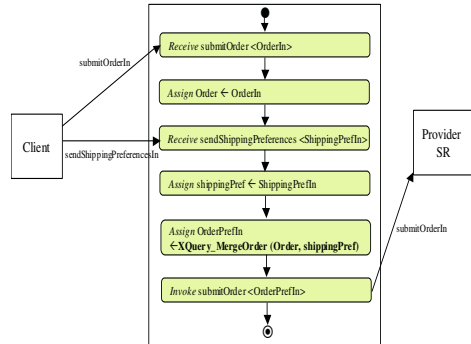 Receive submitOrder <OrderIn>
submitOrderIn
Assign Order ← OrderIn
Client
Receive sendShippingPreferences <ShippingPrefIn>
Provider
SR
sendShippingPreferencesIn
Assign shippingPref ← ShippingPrefIn
Assign OrderPrefIn
←XQuery_MergeOrder (Order, shippingPref)
submitOrderIn
Invoke submitOrder <OrderPrefIn>